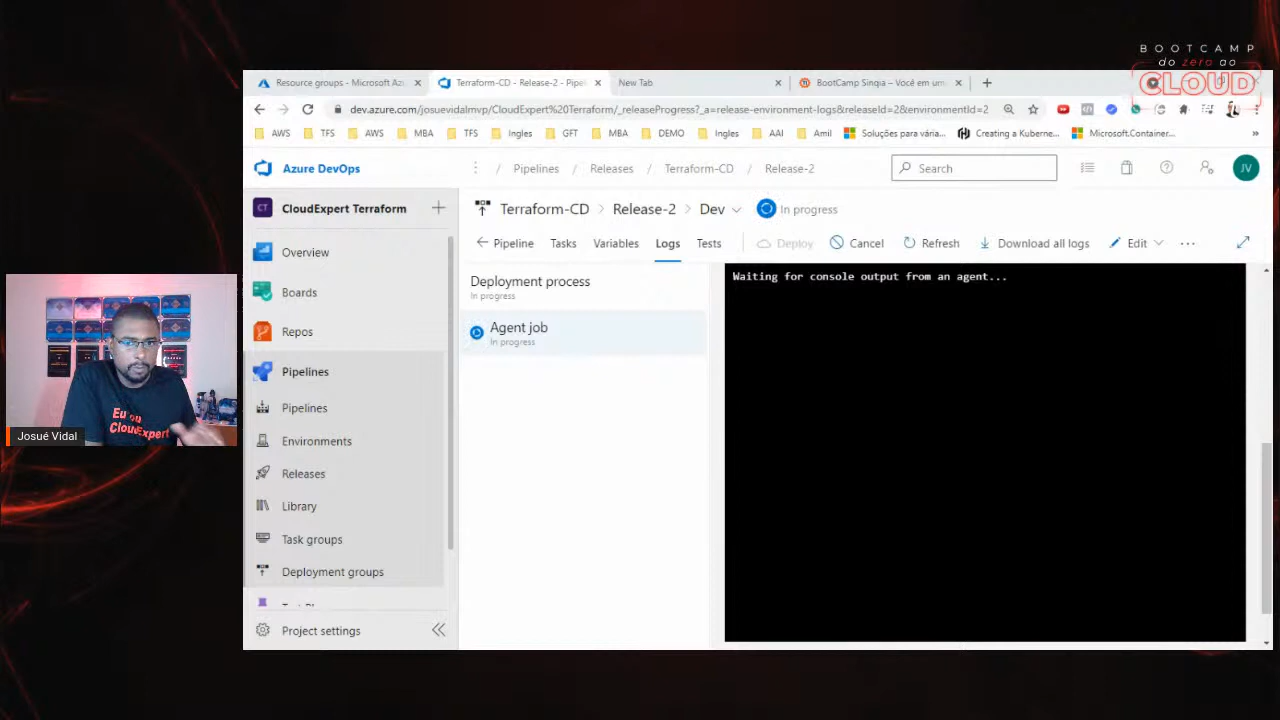 BOOTCAMP
do zero ao
CLOUD
Resource groups - Microsoft Az
Terraform-CD - Release-2 - Pipel
New Tab
BootCamp Sinqia – Você em um
dev.azure.com/josuevidalmvp/CloudExpert%20Terraform/_releaseProgress?_a=release-environment-logs&releaseId=2&environmentId=2
AWS
TFS
AWS
MBA
TFS
Ingles
GFT
MBA
DEMO
Ingles
AAI
Amil
Soluções para vária...
Creating a Kuberne...
Microsoft.Container...
»
Azure DevOps
/ Pipelines / Releases / Terraform-CD / Release-2
Search
JV
CT
CloudExpert Terraform
Terraform-CD > Release-2 > Dev
In progress
Overview
Boards
Repos
Pipelines
Pipelines
Environments
Releases
Library
Task groups
Deployment groups
Project settings
Pipeline
Tasks
Variables
Logs
Tests
Deploy
Cancel
Refresh
Download all logs
Edit
...
Deployment process
In progress
Agent job
In progress
Waiting for console output from an agent...
Eu sou
CloudExpert
Josué Vidal